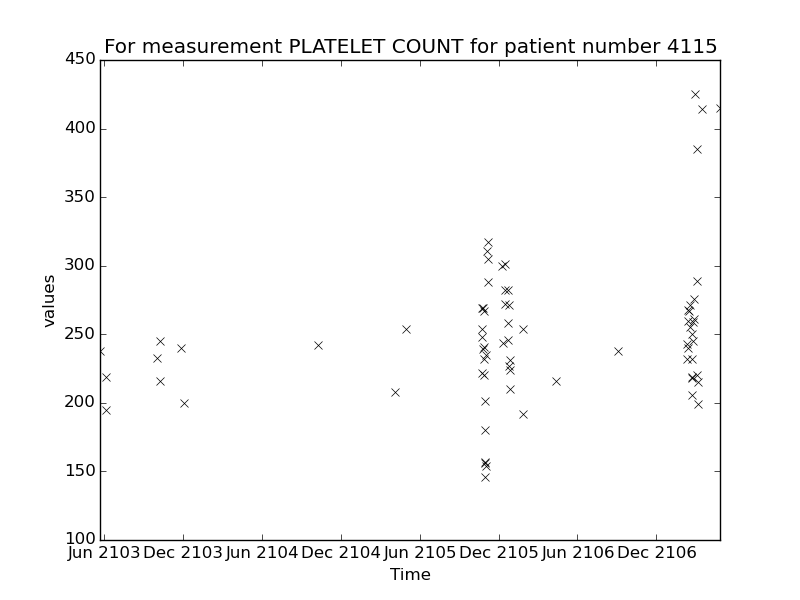 For measurement PLATELET COUNT for patient number 4115
450
400
350
300
250
200
150
100
values
Jun 2103 Dec 2103 Jun 2104 Dec 2104 Jun 2105 Dec 2105 Jun 2106 Dec 2106
Time